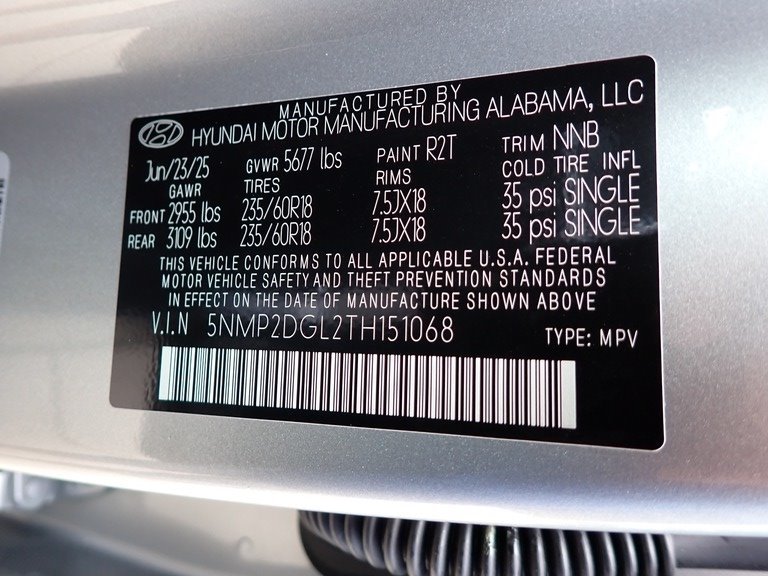 MANUFACTURED BY
HYUNDAI MOTOR MANUFACTURING ALABAMA, LLC
Jun/23/25 GVWR 5677 lbs PAINT R2T TRIM NNB
GAWR TIRES RIMS COLD TIRE INFL
FRONT 2955 lbs 235/60R18 7.5JX18 35 psi SINGLE
REAR 3109 lbs 235/60R18 7.5JX18 35 psi SINGLE
THIS VEHICLE CONFORMS TO ALL APPLICABLE U.S.A. FEDERAL
MOTOR VEHICLE SAFETY AND THEFT PREVENTION STANDARDS
IN EFFECT ON THE DATE OF MANUFACTURE SHOWN ABOVE
V.I.N 5NMP2DGL2TH151068 TYPE: MPV